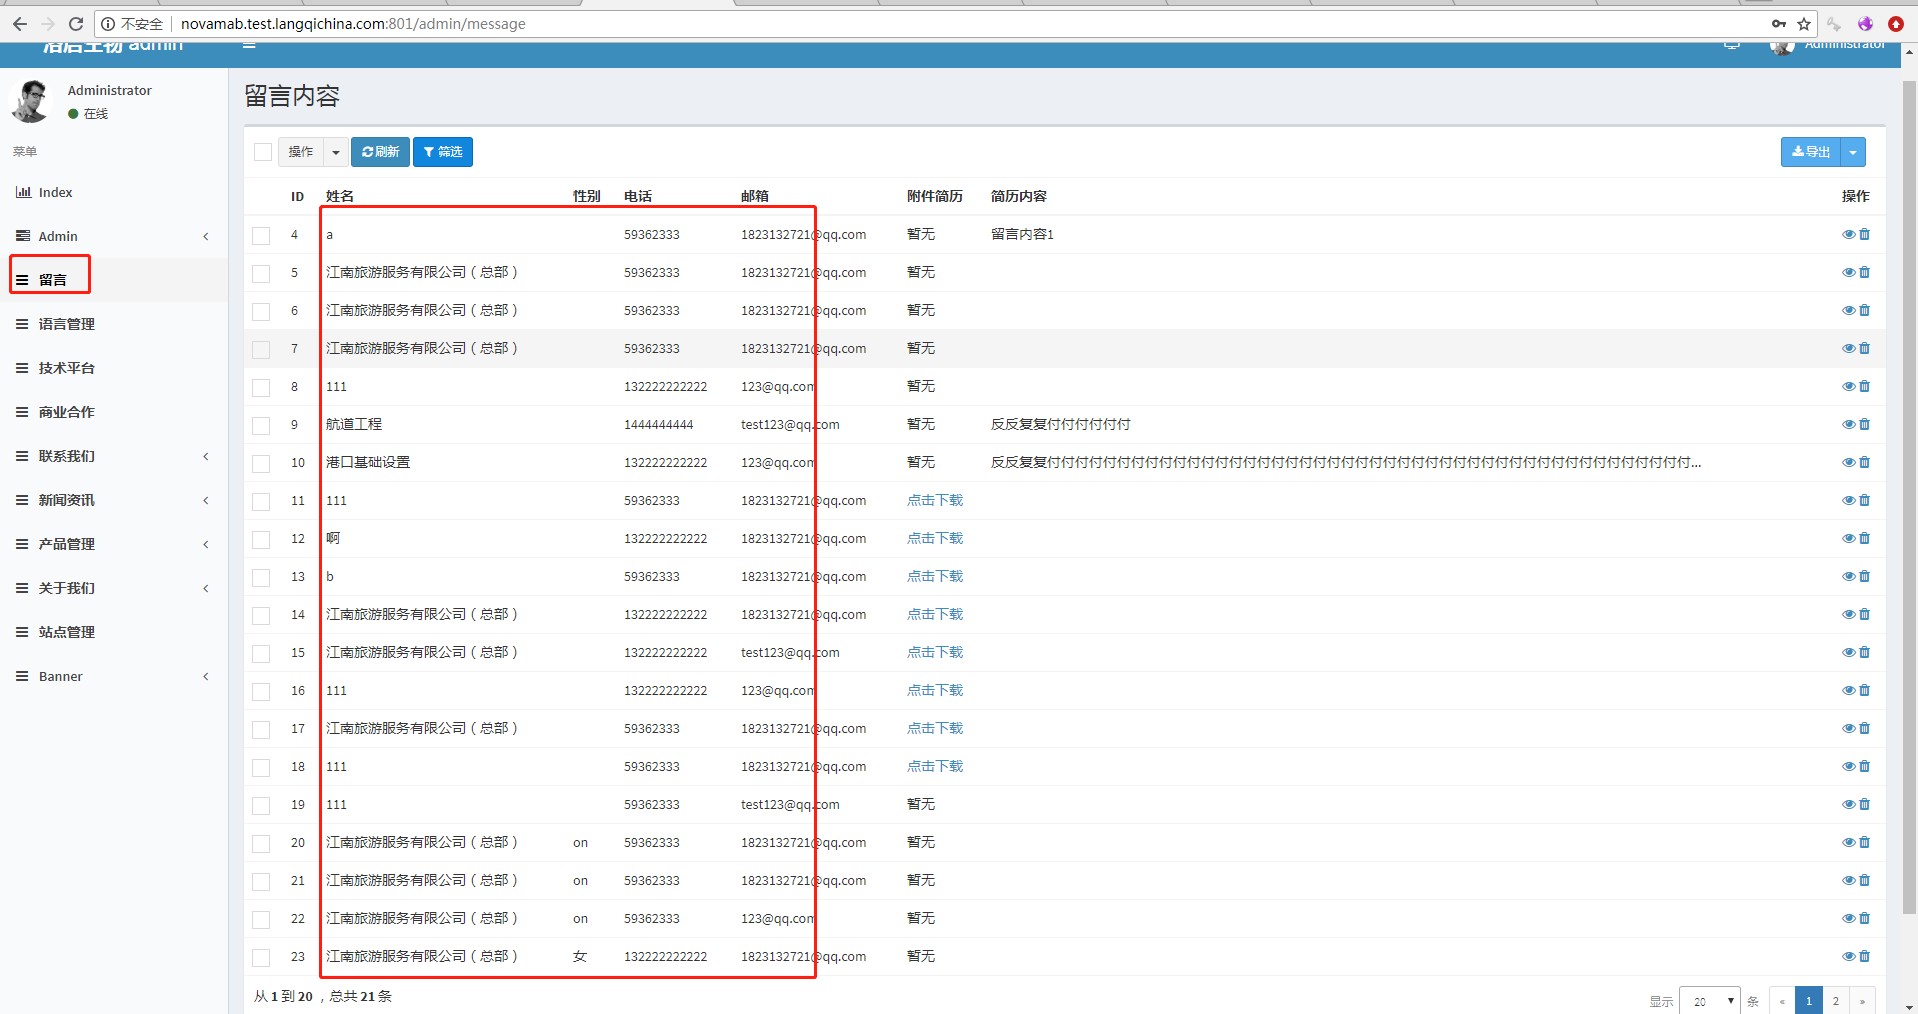 不安全 novamab.test.langqichina.com:801/admin/message
浩启生物 admin
Administrator
Administrator
在线
菜单
Index
Admin
留言
语言管理
技术平台
商业合作
联系我们
新闻资讯
产品管理
关于我们
站点管理
Banner
留言内容
操作 刷新 筛选 导出
ID 姓名 性别 电话 邮箱 附件简历 简历内容 操作
4 a 59362333 1823132721@qq.com 暂无 留言内容1
5 江南旅游服务有限公司（总部） 59362333 1823132721@qq.com 暂无
6 江南旅游服务有限公司（总部） 59362333 1823132721@qq.com 暂无
7 江南旅游服务有限公司（总部） 59362333 1823132721@qq.com 暂无
8 111 132222222222 123@qq.com 暂无
9 航道工程 1444444444 test123@qq.com 暂无 反反复复付付付付付付
10 港口基础设置 132222222222 123@qq.com 暂无 反反复复付付付付付付付付付付付付付付付付付付付付付付付付付付付付付付付付付付付付付付付付付付付付付付...
11 111 59362333 1823132721@qq.com 点击下载
12 啊 132222222222 1823132721@qq.com 点击下载
13 b 59362333 1823132721@qq.com 点击下载
14 江南旅游服务有限公司（总部） 132222222222 1823132721@qq.com 点击下载
15 江南旅游服务有限公司（总部） 132222222222 test123@qq.com 点击下载
16 111 132222222222 123@qq.com 点击下载
17 江南旅游服务有限公司（总部） 59362333 1823132721@qq.com 点击下载
18 111 59362333 1823132721@qq.com 点击下载
19 111 59362333 test123@qq.com 暂无
20 江南旅游服务有限公司（总部） on 59362333 1823132721@qq.com 暂无
21 江南旅游服务有限公司（总部） on 59362333 1823132721@qq.com 暂无
22 江南旅游服务有限公司（总部） on 59362333 123@qq.com 暂无
23 江南旅游服务有限公司（总部） 女 132222222222 1823132721@qq.com 暂无
从 1 到 20 ，总共 21 条
显示 20 条 « 1 2 »